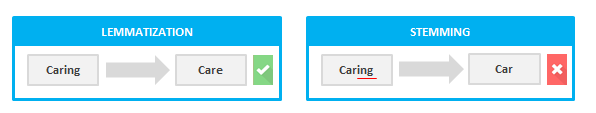 LEMMATIZATION
Caring
Care
STEMMING
Caring
Car